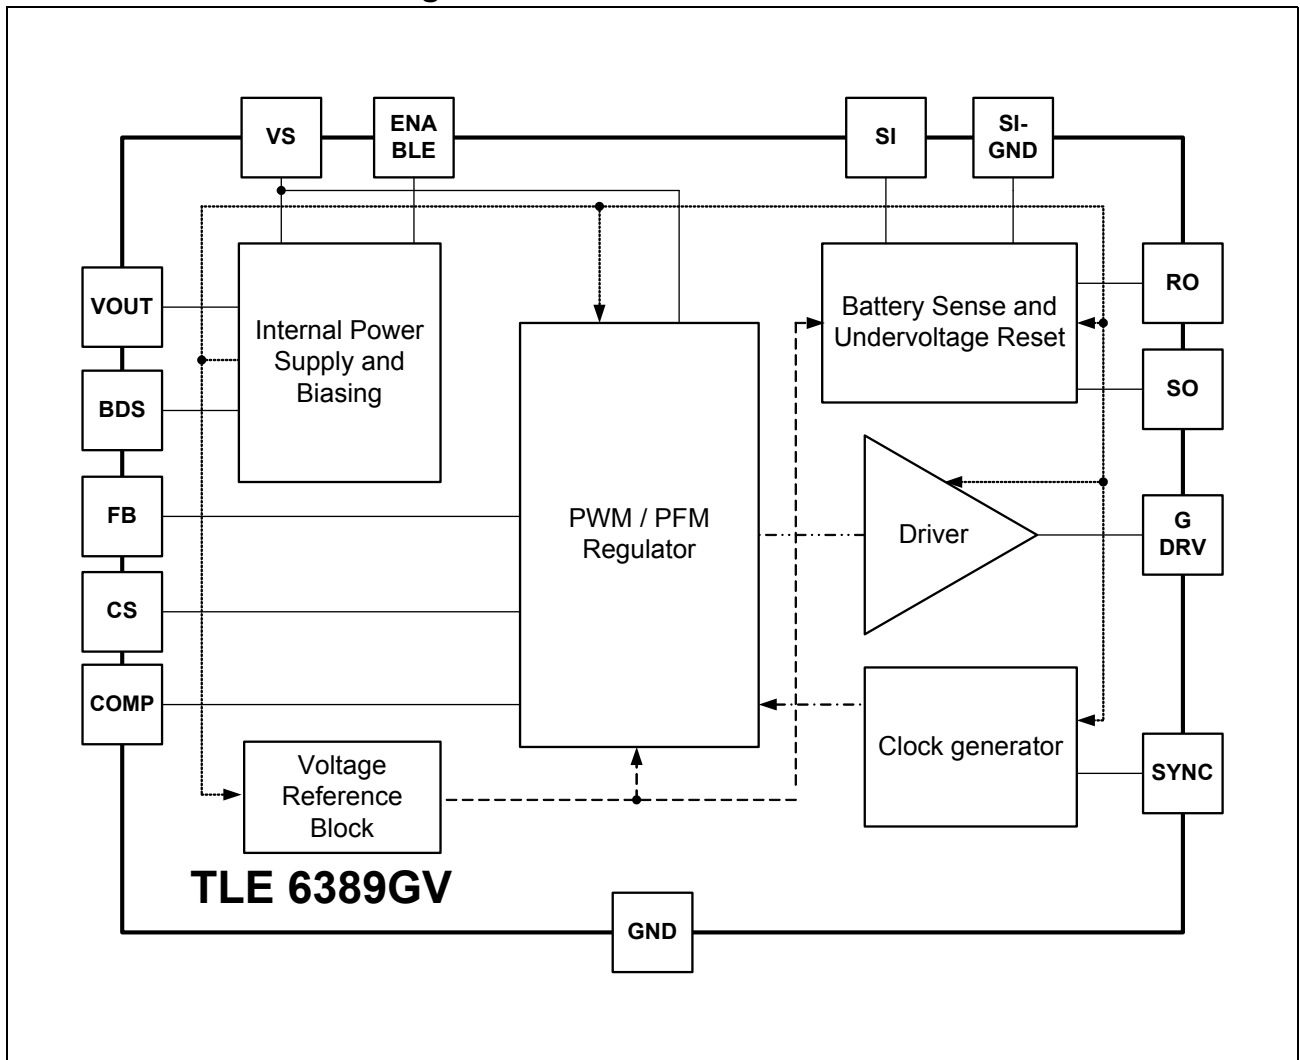 VS
ENA
BLE
SI
SI-
GND
VOUT
BDS
FB
CS
COMP
Internal Power
Supply and
Biasing
PWM / PFM
Regulator
Battery Sense and
Undervoltage Reset
Driver
Clock generator
Voltage
Reference
Block
RO
SO
G
DRV
SYNC
TLE 6389GV
GND